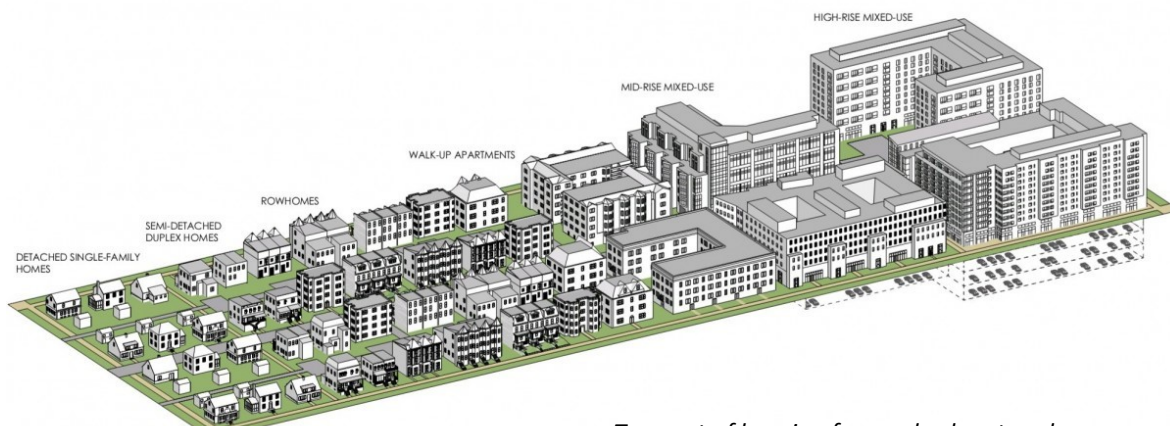 HIGH-RISE MIXED-USE
MID-RISE MIXED-USE
WALK-UP APARTMENTS
ROWHOMES
SEMI-DETACHED
DUPLEX HOMES
DETACHED SINGLE-FAMILY
HOMES